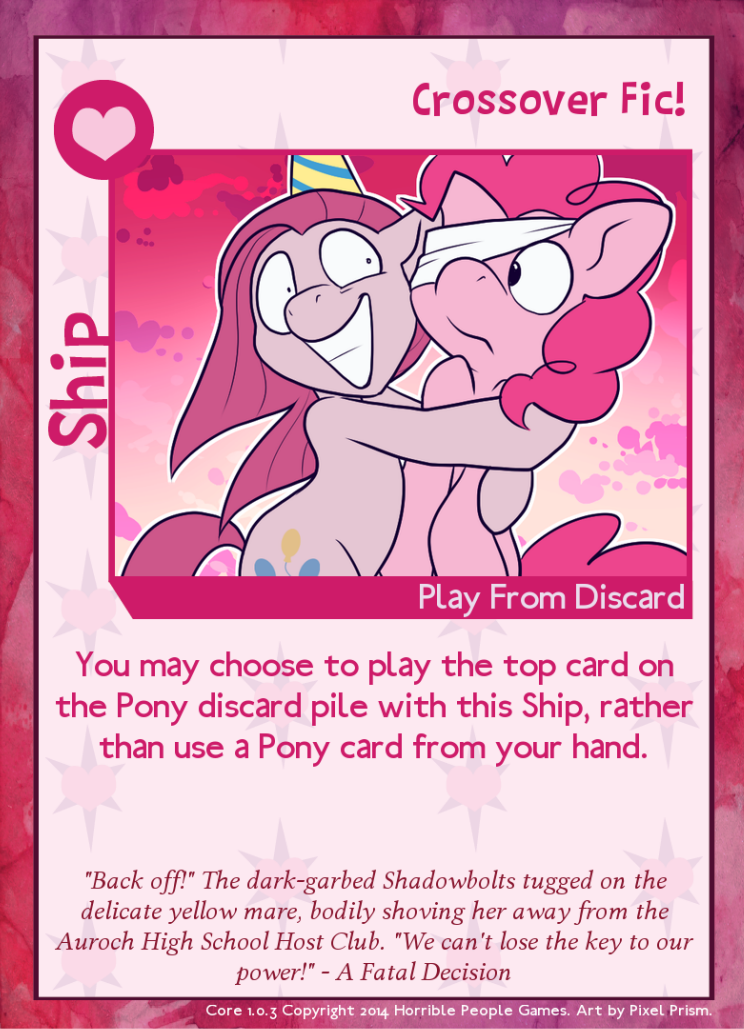 Crossover Fic!
Ship
Play From Discard
You may choose to play the top card on
the Pony discard pile with this Ship, rather
than use a Pony card from your hand.
"Back off!" The dark-garbed Shadowbolts tugged on the
delicate yellow mare, bodily shoving her away from the
Auroch High School Host Club. "We can't lose the key to our
power!" - A Fatal Decision
Core 1.0.3 Copyright 2014 Horrible People Games. Art by Pixel Prism.